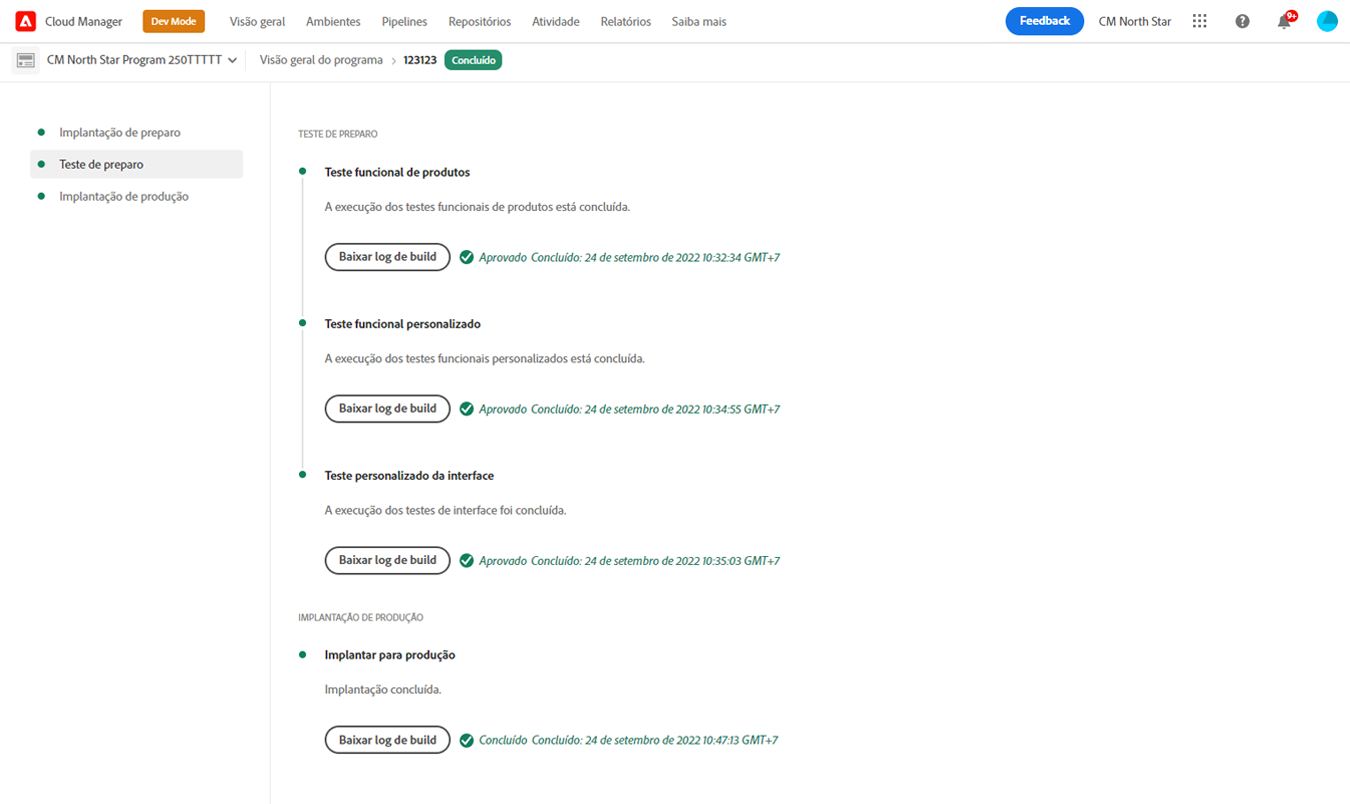 Cloud Manager Dev Mode Visão geral Ambientes Pipelines Repositórios Atividade Relatórios Saiba mais Feedback CM North Star 9+
CM North Star Program 250TTTTT Visão geral do programa > 123123 Concluído
Implantação de preparo
Teste de preparo
Implantação de produção
TESTE DE PREPARO
Teste funcional de produtos
A execução dos testes funcionais de produtos está concluída.
Baixar log de build Aprovado Concluído: 24 de setembro de 2022 10:32:34 GMT+7
Teste funcional personalizado
A execução dos testes funcionais personalizados está concluída.
Baixar log de build Aprovado Concluído: 24 de setembro de 2022 10:34:55 GMT+7
Teste personalizado da interface
A execução dos testes de interface foi concluída.
Baixar log de build Aprovado Concluído: 24 de setembro de 2022 10:35:03 GMT+7
IMPLANTAÇÃO DE PRODUÇÃO
Implantar para produção
Implantação concluída.
Baixar log de build Concluído Concluído: 24 de setembro de 2022 10:47:13 GMT+7